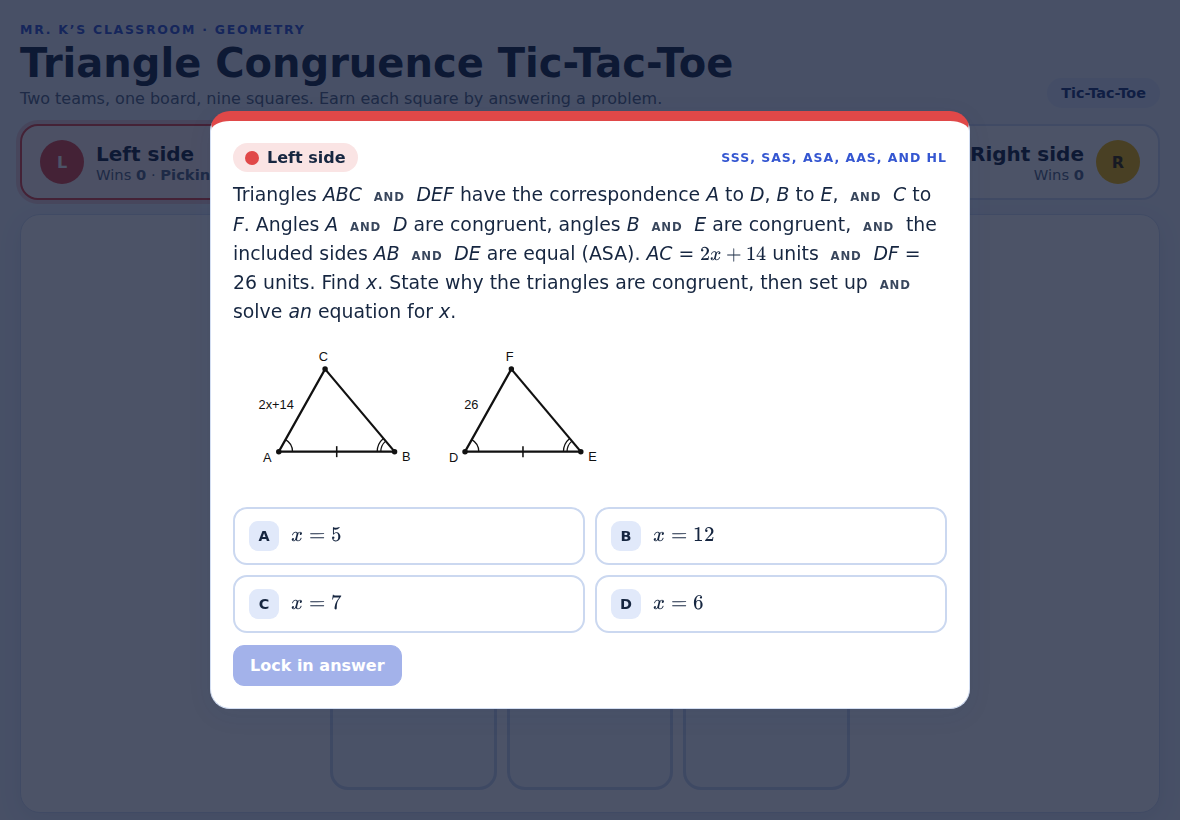 MR. K’S CLASSROOM · GEOMETRY
Triangle Congruence Tic-Tac-Toe
Two teams, one board, nine squares. Earn each square by answering a problem.
Tic-Tac-Toe
L
Left side
Wins 0 · Pickin
Right side
Wins 0
R
Left side
SSS, SAS, ASA, AAS, AND HL
Triangles ABC AND DEF have the correspondence A to D, B to E, AND C to
F. Angles A AND D are congruent, angles B AND E are congruent, AND the
included sides AB AND DE are equal (ASA). AC = 2x + 14 units AND DF =
26 units. Find x. State why the triangles are congruent, then set up AND
solve an equation for x.
C
F
2x+14
26
A
B
D
E
A x = 5
B x = 12
C x = 7
D x = 6
Lock in answer